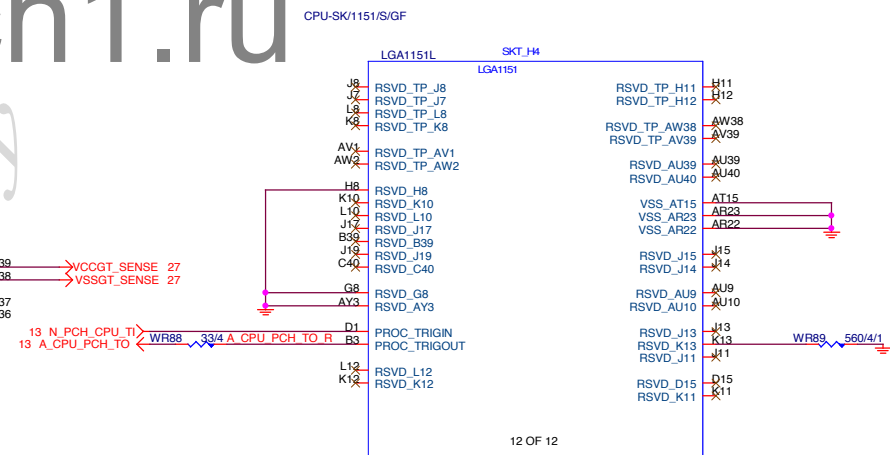 ch1.ru
CPU-SK/1151/S/GF
LGA1151L
SKT_H4
LGA1151
J8 RSVD_TP_J8
J7 RSVD_TP_J7
L8 RSVD_TP_L8
K8 RSVD_TP_K8
AV1 RSVD_TP_AV1
AW2 RSVD_TP_AW2
H8 RSVD_H8
K10 RSVD_K10
L10 RSVD_L10
J17 RSVD_J17
B39 RSVD_B39
J19 RSVD_J19
C40 RSVD_C40
G8 RSVD_G8
AY3 RSVD_AY3
D1 PROC_TRIGIN
B3 PROC_TRIGOUT
L12 RSVD_L12
K12 RSVD_K12
39 VCCGT_SENSE 27
38 VSSGT_SENSE 27
37
36
13 N_PCH_CPU_TI
13 A_CPU_PCH_TO WR88 33/4 A_CPU_PCH_TO_R
RSVD_TP_H11 H11
RSVD_TP_H12 H12
RSVD_TP_AW38 AW38
RSVD_TP_AV39 AV39
RSVD_AU39 AU39
RSVD_AU40 AU40
VSS_AT15 AT15
VSS_AR23 AR23
VSS_AR22 AR22
RSVD_J15 J15
RSVD_J14 J14
RSVD_AU9 AU9
RSVD_AU10 AU10
RSVD_J13 J13
RSVD_K13 K13 WR89 560/4/1
RSVD_J11 J11
RSVD_D15 D15
RSVD_K11 K11
12 OF 12